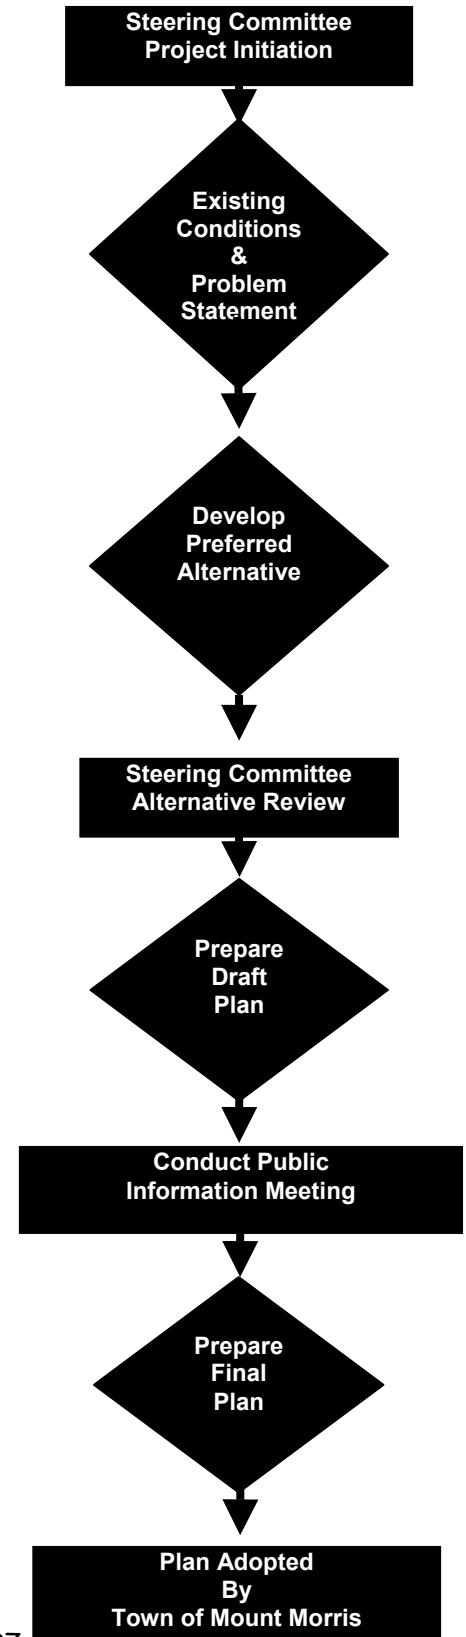 Steering Committee
Project Initiation
Existing
Conditions
&
Problem
Statement
Develop
Preferred
Alternative
Steering Committee
Alternative Review
Prepare
Draft
Plan
Conduct Public
Information Meeting
Prepare
Final
Plan
Plan Adopted
By
Town of Mount Morris